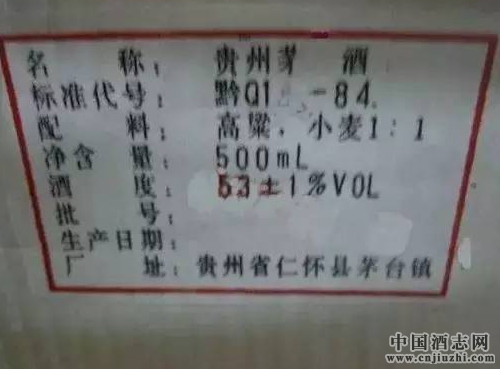 名 称: 贵州茅 酒
标准代号: 黔Q1 -84
配 料: 高粱,小麦1:1
净含量: 500mL
酒 度: 53±1%VOL
批 号:
生产日期:
厂 址: 贵州省仁怀县茅台镇
中国酒志网
www.cnjiuzhi.com